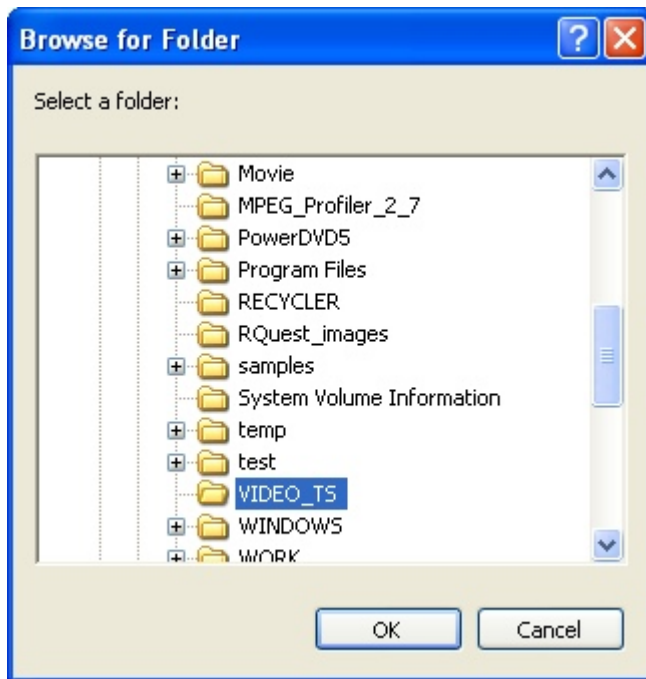 Browse for Folder
Select a folder:
Movie
MPEG_Profiler_2_7
PowerDVD5
Program Files
RECYCLER
RQuest_images
samples
System Volume Information
temp
test
VIDEO_TS
WINDOWS
WORK
OK Cancel